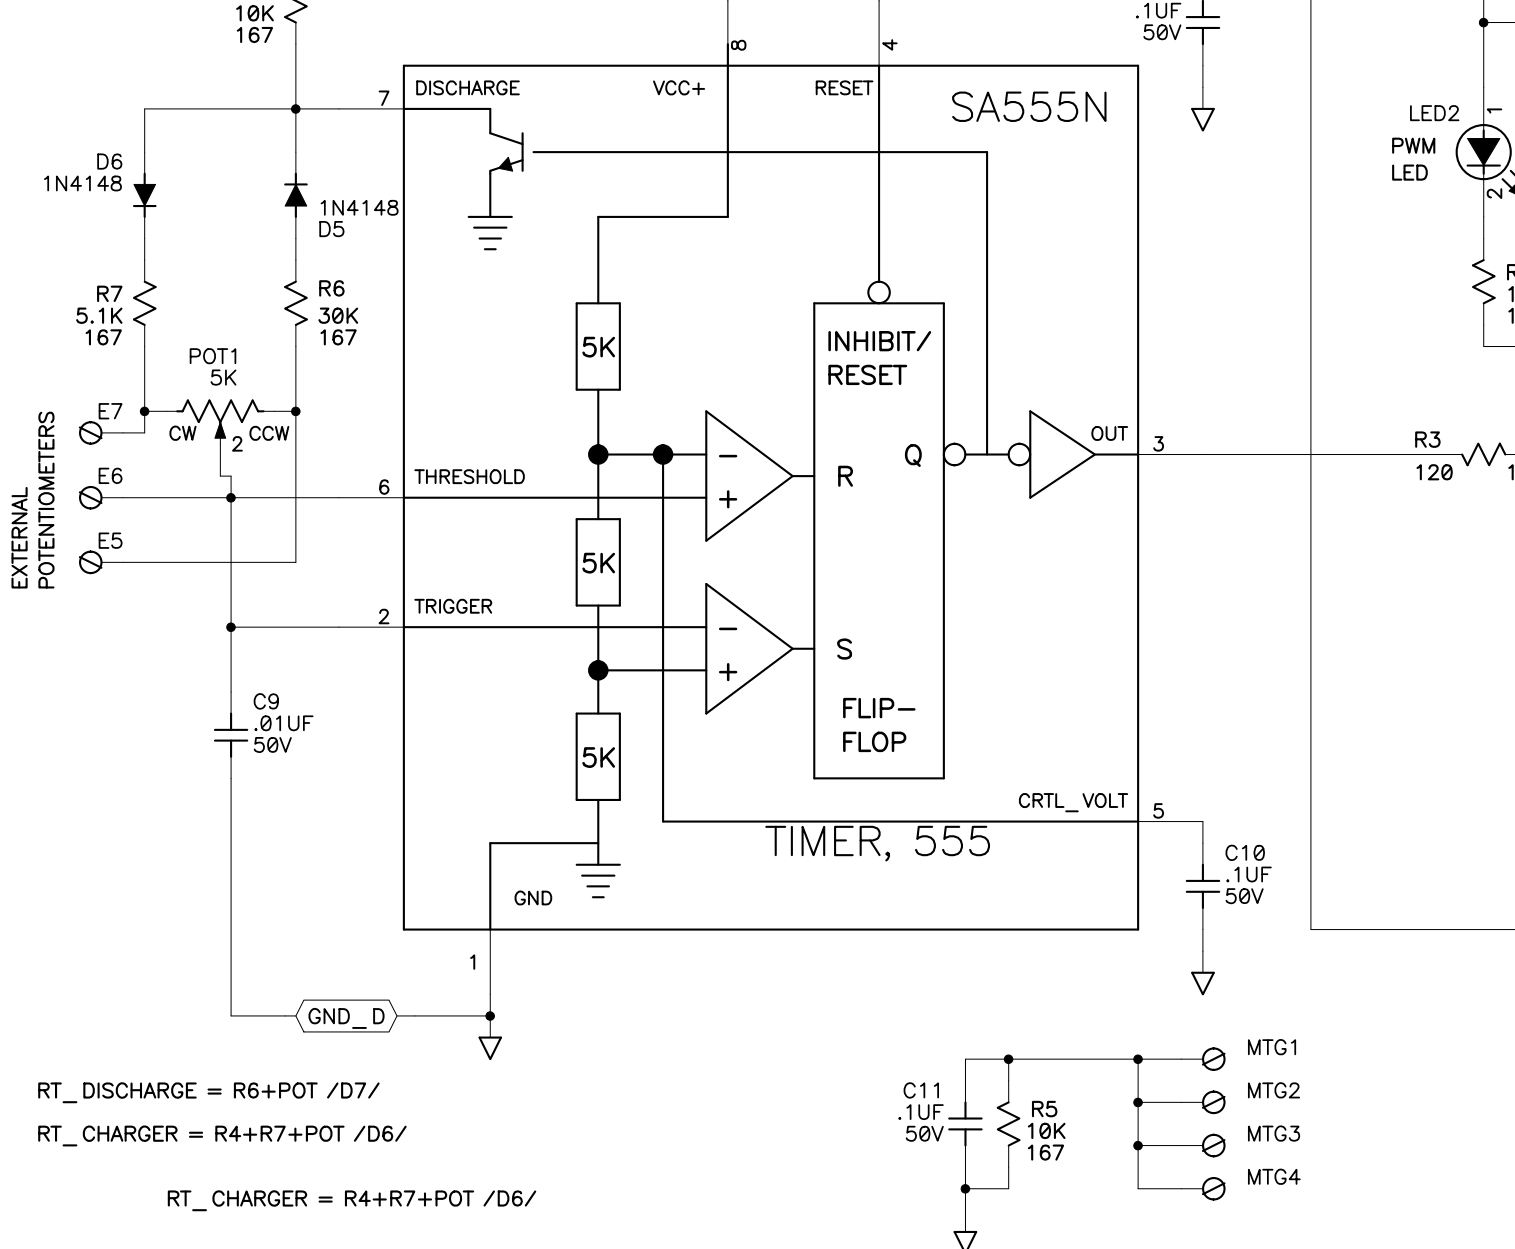 10K
167
.1UF
50V
8
4
7
DISCHARGE
VCC+
RESET
SA555N
LED2
PWM
LED
1
2
D6
1N4148
1N4148
D5
R7
5.1K
167
R6
30K
167
5K
INHIBIT/
RESET
POT1
5K
E7
CW
2
CCW
EXTERNAL
POTENTIOMETERS
E6
E5
6
THRESHOLD
−
+
R
Q
OUT
3
R3
120
5K
2
TRIGGER
−
+
S
FLIP−
FLOP
C9
.01UF
50V
5K
CRTL_VOLT
5
TIMER, 555
C10
.1UF
50V
GND
1
GND_D
RT_DISCHARGE = R6+POT /D7/
RT_CHARGER = R4+R7+POT /D6/
RT_CHARGER = R4+R7+POT /D6/
C11
.1UF
50V
R5
10K
167
MTG1
MTG2
MTG3
MTG4